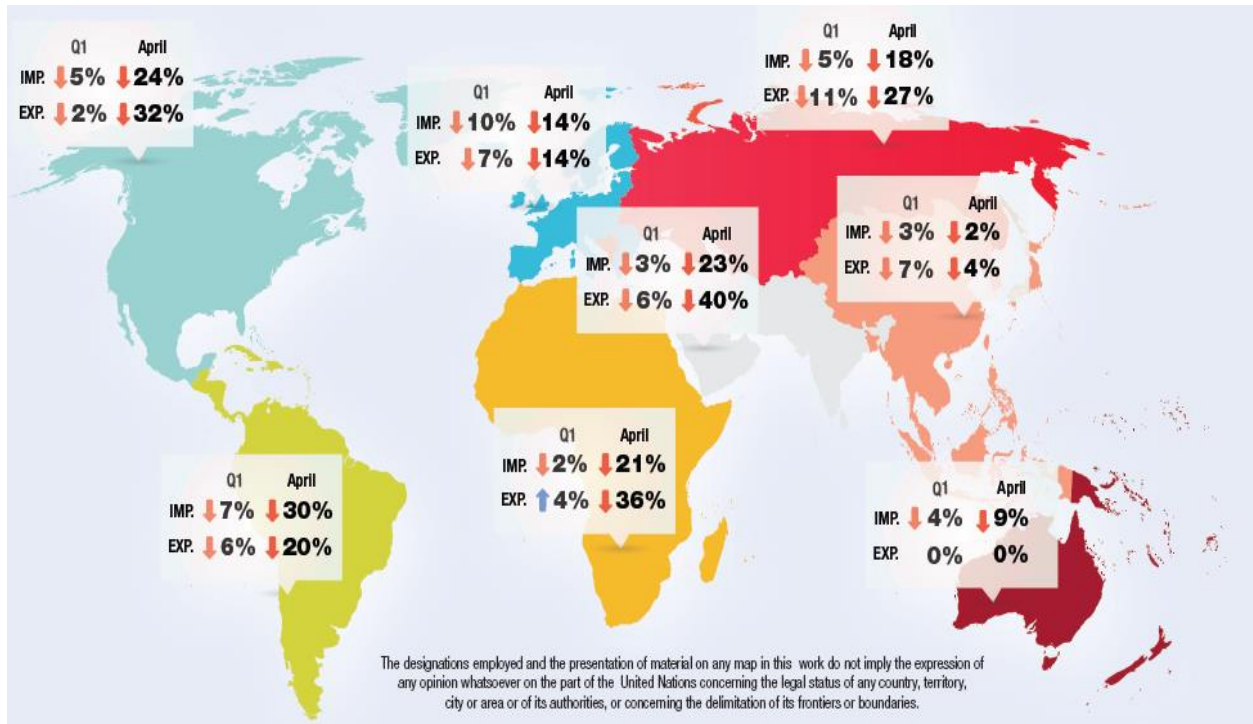 Q1 April
IMP. 5% 24%
EXP. 2% 32%
Q1 April
IMP. 10% 14%
EXP. 7% 14%
Q1 April
IMP. 5% 18%
EXP. 11% 27%
Q1 April
IMP. 3% 23%
EXP. 6% 40%
Q1 April
IMP. 3% 2%
EXP. 7% 4%
Q1 April
IMP. 7% 30%
EXP. 6% 20%
Q1 April
IMP. 2% 21%
EXP. 4% 36%
Q1 April
IMP. 4% 9%
EXP. 0% 0%
The designations employed and the presentation of material on any map in this work do not imply the expression of
any opinion whatsoever on the part of the United Nations concerning the legal status of any country, territory,
city or area or of its authorities, or concerning the delimitation of its frontiers or boundaries.